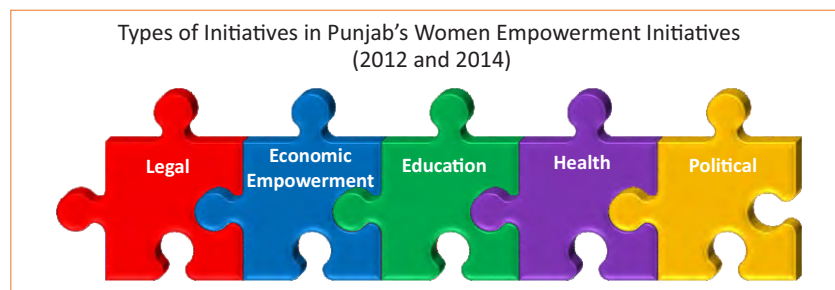 Types of Initiatives in Punjab's Women Empowerment Initiatives
(2012 and 2014)
Legal
Economic
Empowerment
Education
Health
Political